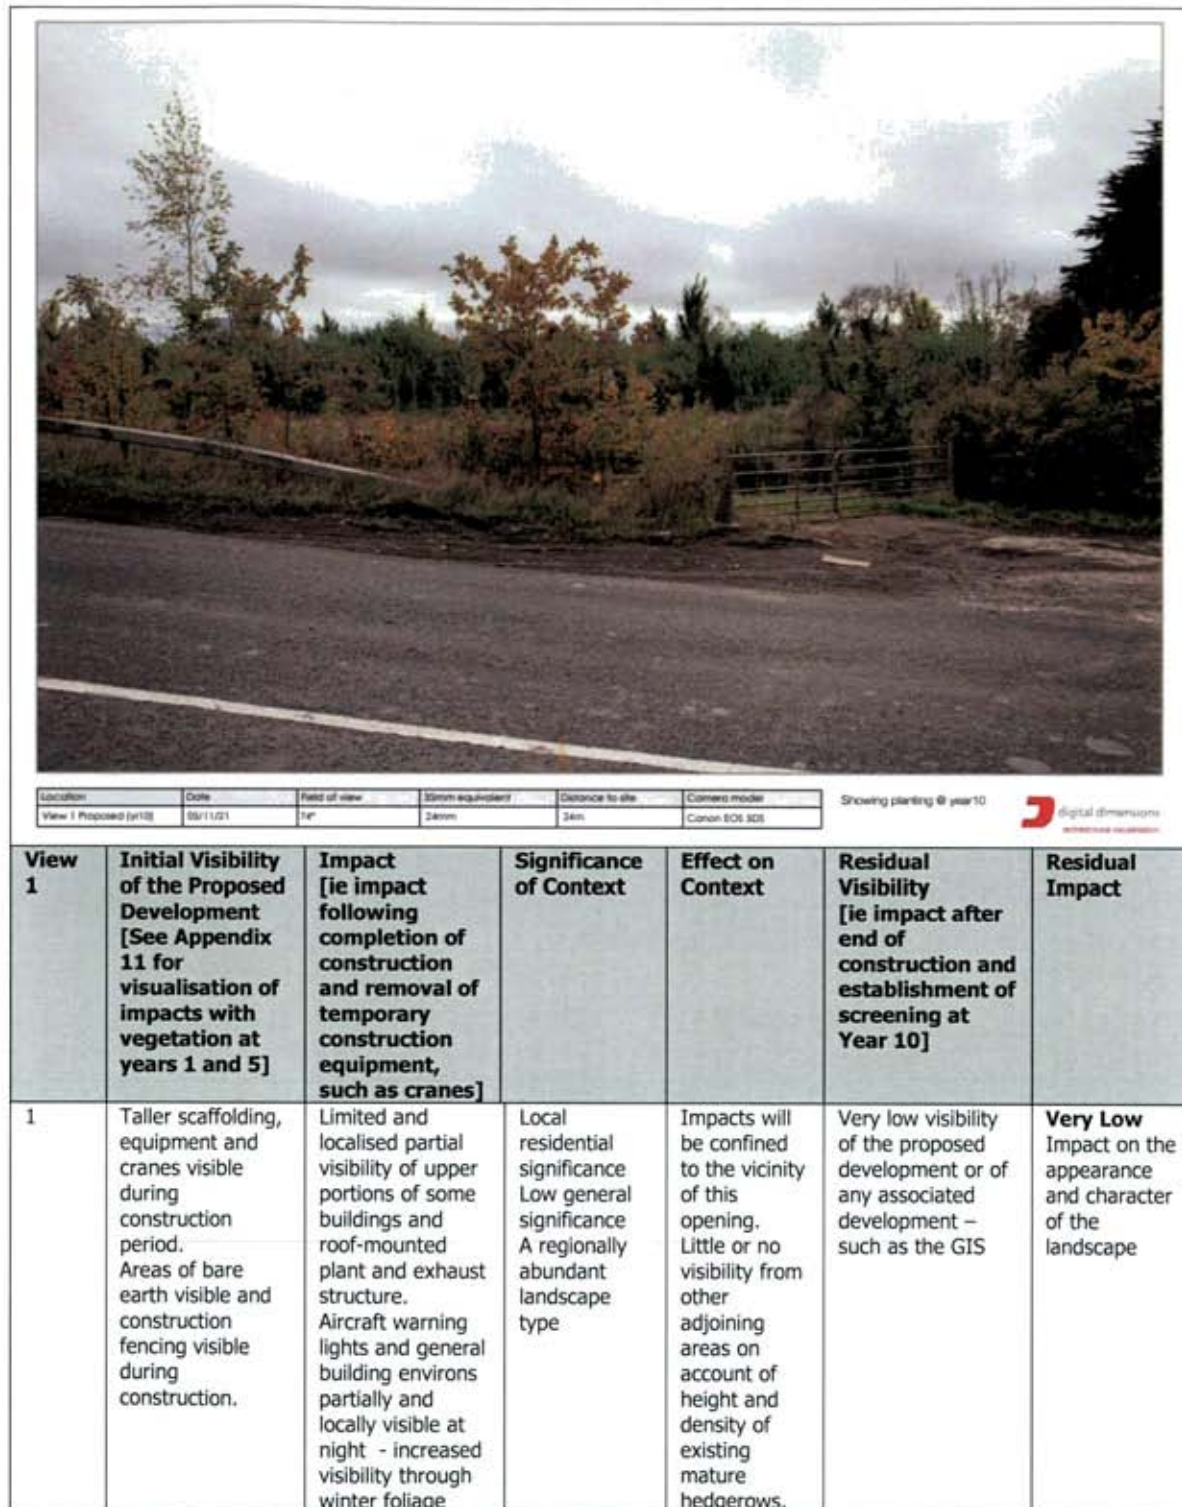 Location Date Field of view 35mm equivalent Distance to site Camera model
View 1 Proposed (yr10) 05/11/21 74° 24mm 24m Canon EOS 5DS
Showing planting @ year10
digital dimensions
View
1
Initial Visibility
of the Proposed
Development
[See Appendix
11 for
visualisation of
impacts with
vegetation at
years 1 and 5]
Impact
[ie impact
following
completion of
construction
and removal of
temporary
construction
equipment,
such as cranes]
Significance
of Context
Effect on
Context
Residual
Visibility
[ie impact after
end of
construction and
establishment of
screening at
Year 10]
Residual
Impact
1
Taller scaffolding,
equipment and
cranes visible
during
construction
period.
Areas of bare
earth visible and
construction
fencing visible
during
construction.
Limited and
localised partial
visibility of upper
portions of some
buildings and
roof-mounted
plant and exhaust
structure.
Aircraft warning
lights and general
building environs
partially and
locally visible at
night - increased
visibility through
winter foliage
Local
residential
significance
Low general
significance
A regionally
abundant
landscape
type
Impacts will
be confined
to the vicinity
of this
opening.
Little or no
visibility from
other
adjoining
areas on
account of
height and
density of
existing
mature
hedgerows.
Very low visibility
of the proposed
development or of
any associated
development –
such as the GIS
Very Low
Impact on the
appearance
and character
of the
landscape